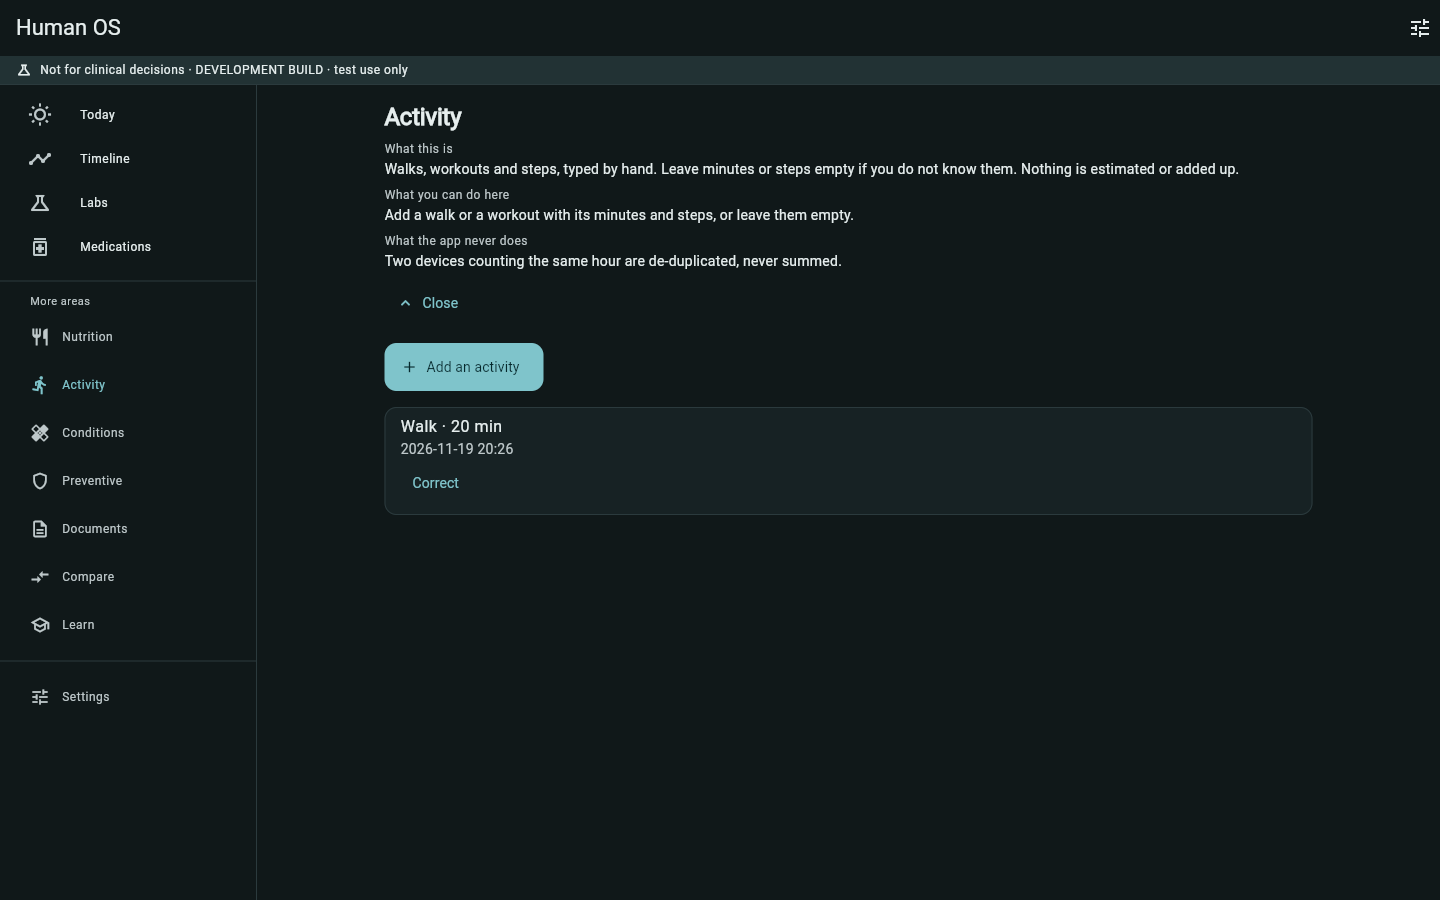 Human OS
Not for clinical decisions · DEVELOPMENT BUILD · test use only
Today
Timeline
Labs
Medications
More areas
Nutrition
Activity
Conditions
Preventive
Documents
Compare
Learn
Settings
Activity
What this is
Walks, workouts and steps, typed by hand. Leave minutes or steps empty if you do not know them. Nothing is estimated or added up.
What you can do here
Add a walk or a workout with its minutes and steps, or leave them empty.
What the app never does
Two devices counting the same hour are de-duplicated, never summed.
Close
Add an activity
Walk · 20 min
2026-11-19 20:26
Correct